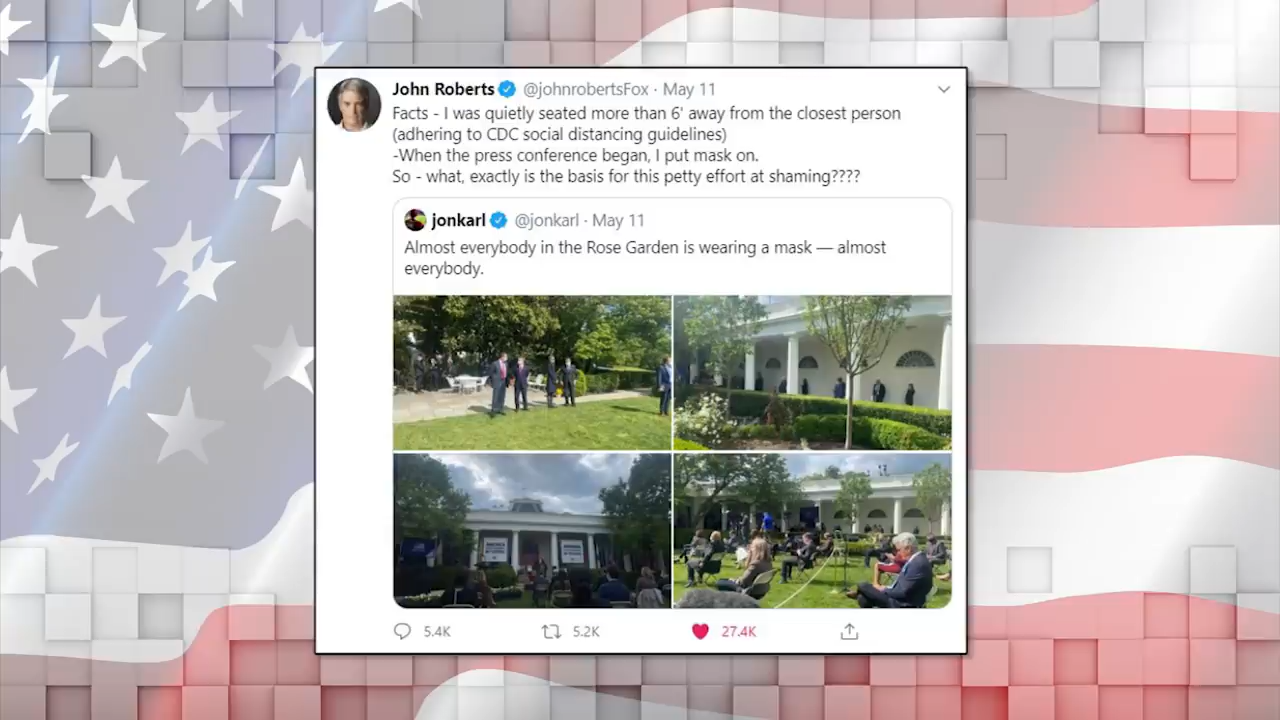 John Roberts @johnrobertsFox · May 11
Facts - I was quietly seated more than 6' away from the closest person
(adhering to CDC social distancing guidelines)
-When the press conference began, I put mask on.
So - what, exactly is the basis for this petty effort at shaming????
jonkarl @jonkarl · May 11
Almost everybody in the Rose Garden is wearing a mask — almost
everybody.
5.4K 5.2K 27.4K